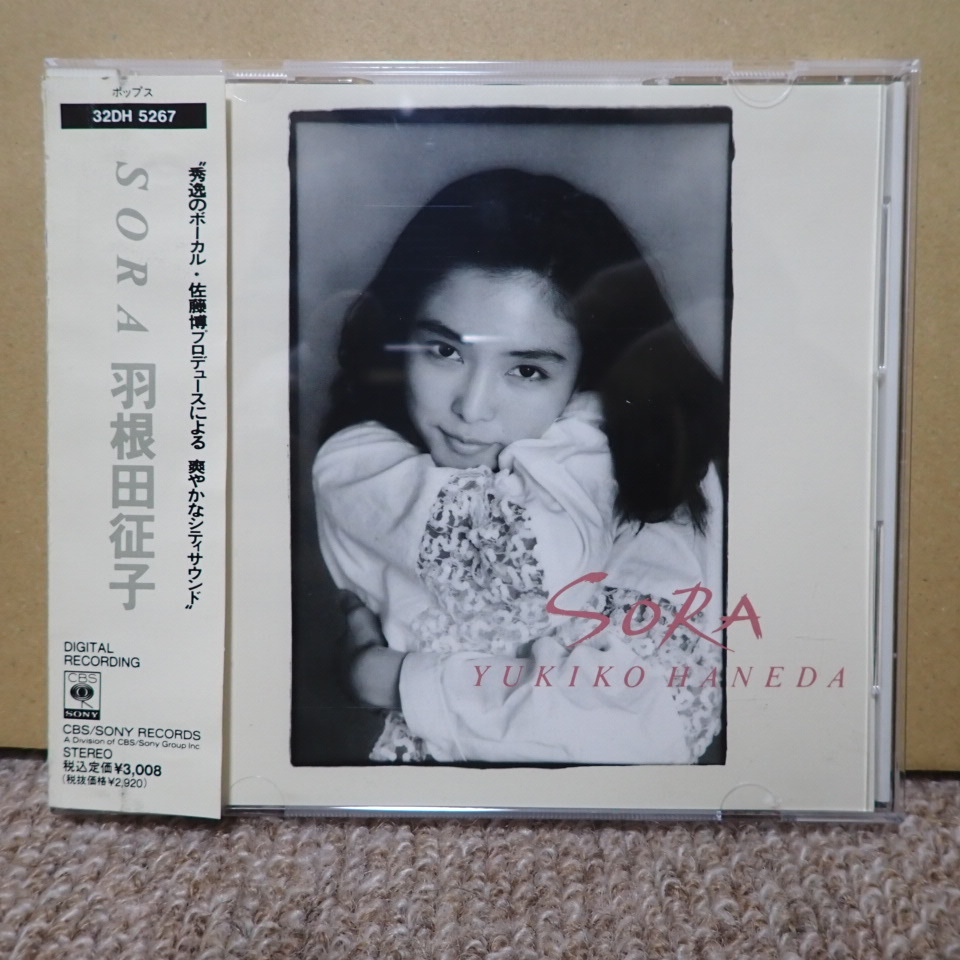 ポップス
32DH 5267
SORA 羽根田征子
"秀逸のボーカル・佐藤博プロデュースによる 爽やかなシティサウンド"
DIGITAL
RECORDING
CBS
SONY
CBS/SONY RECORDS
A Division of CBS/Sony Group Inc
STEREO
税込定価¥3,008
(税抜価格¥2,920)
SORA
YUKIKO HANEDA